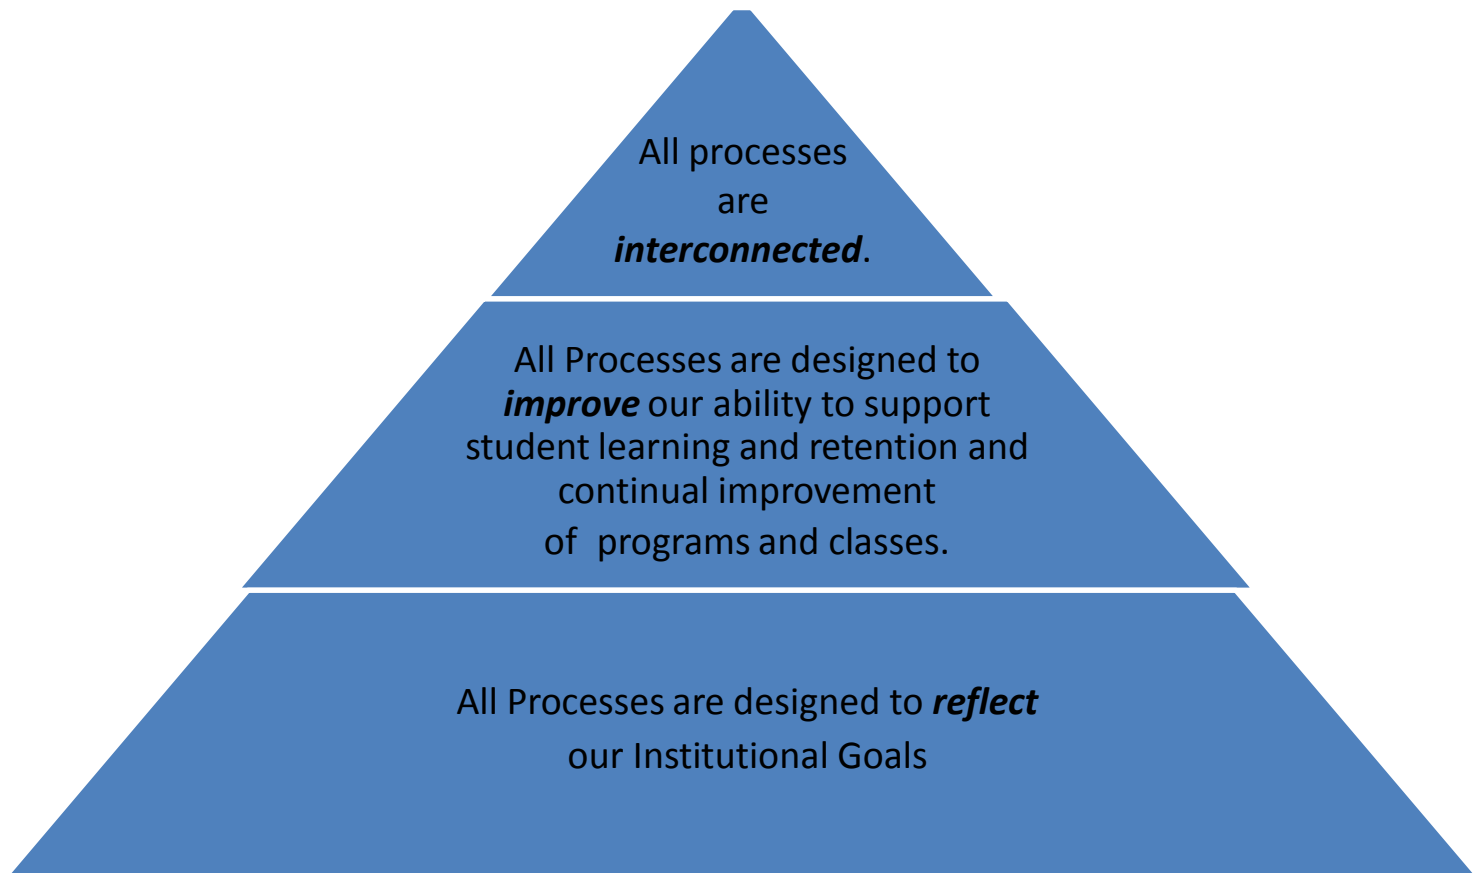 All processes
are
interconnected.
All Processes are designed to
improve our ability to support
student learning and retention and
continual improvement
of  programs and classes.
All Processes are designed to reflect
our Institutional Goals